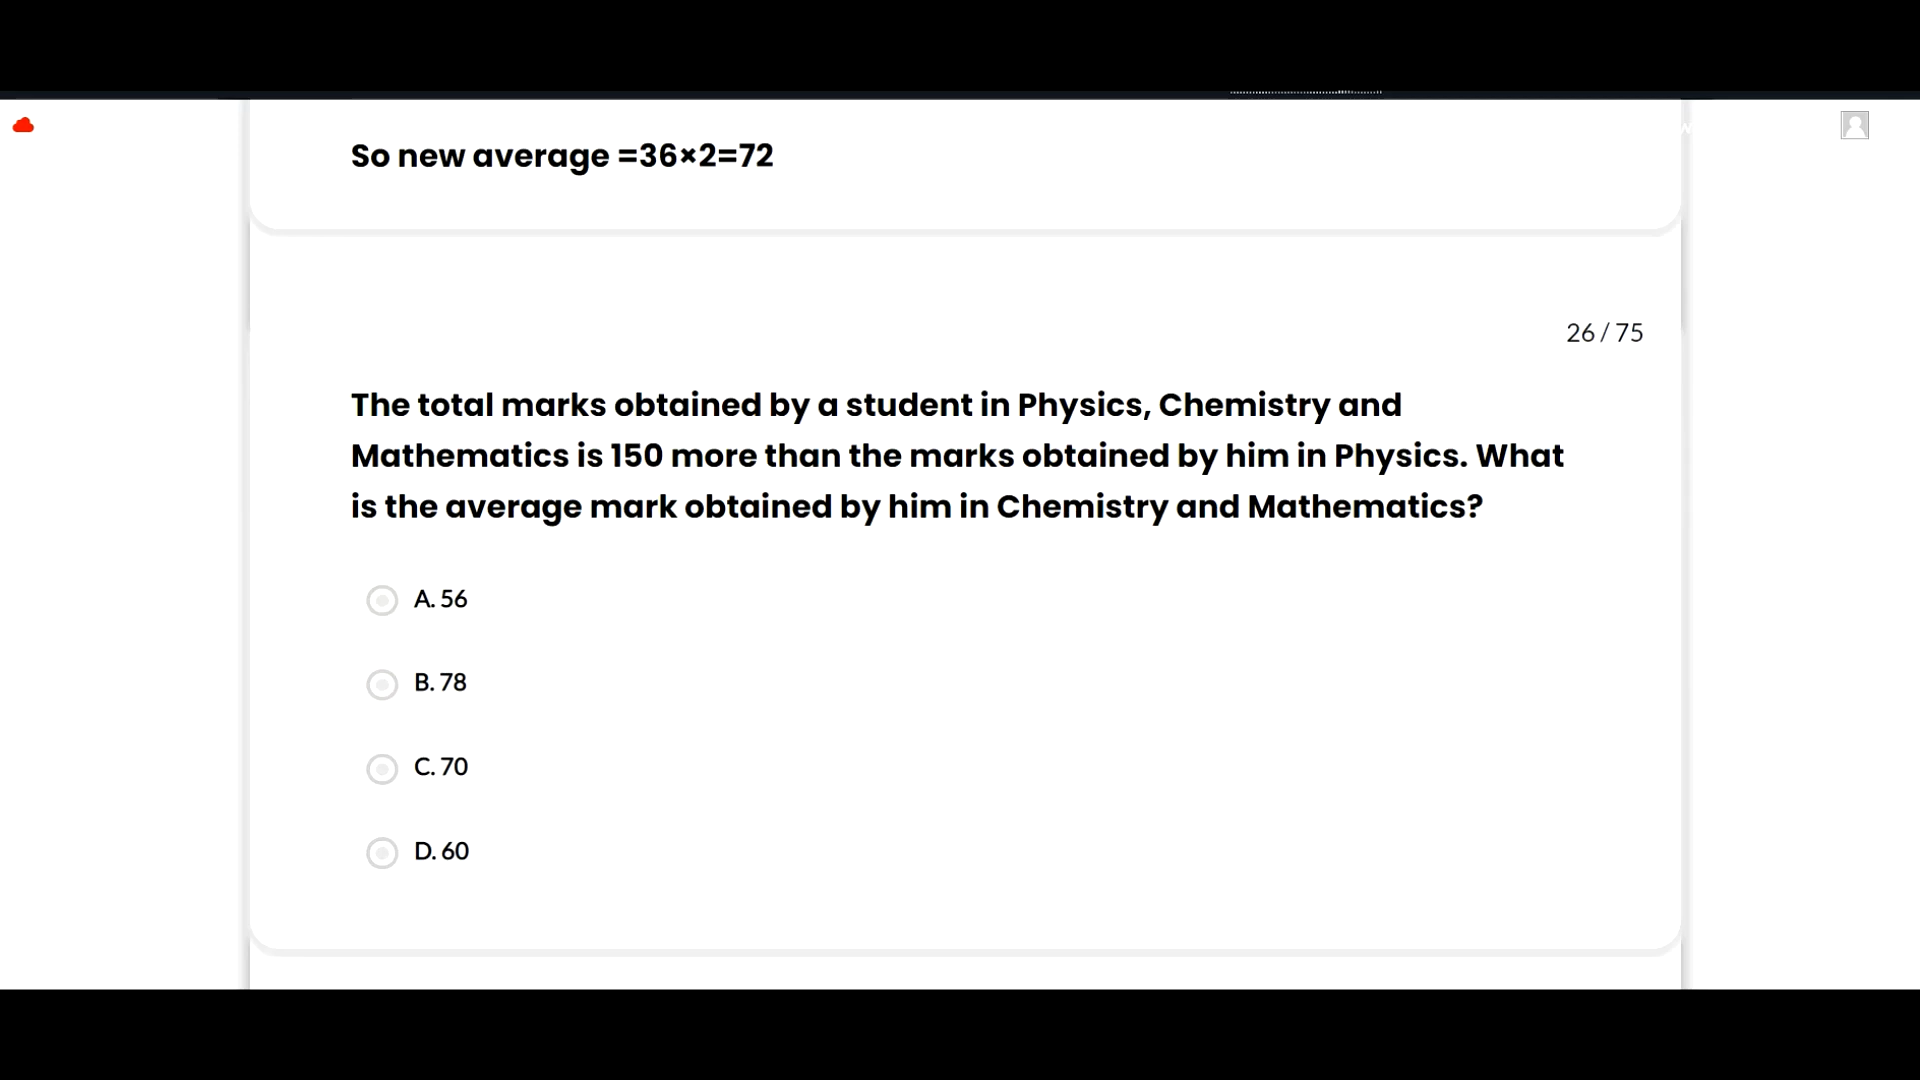 So new average =36×2=72
26 / 75
The total marks obtained by a student in Physics, Chemistry and
Mathematics is 150 more than the marks obtained by him in Physics. What
is the average mark obtained by him in Chemistry and Mathematics?
A. 56
B. 78
C. 70
D. 60